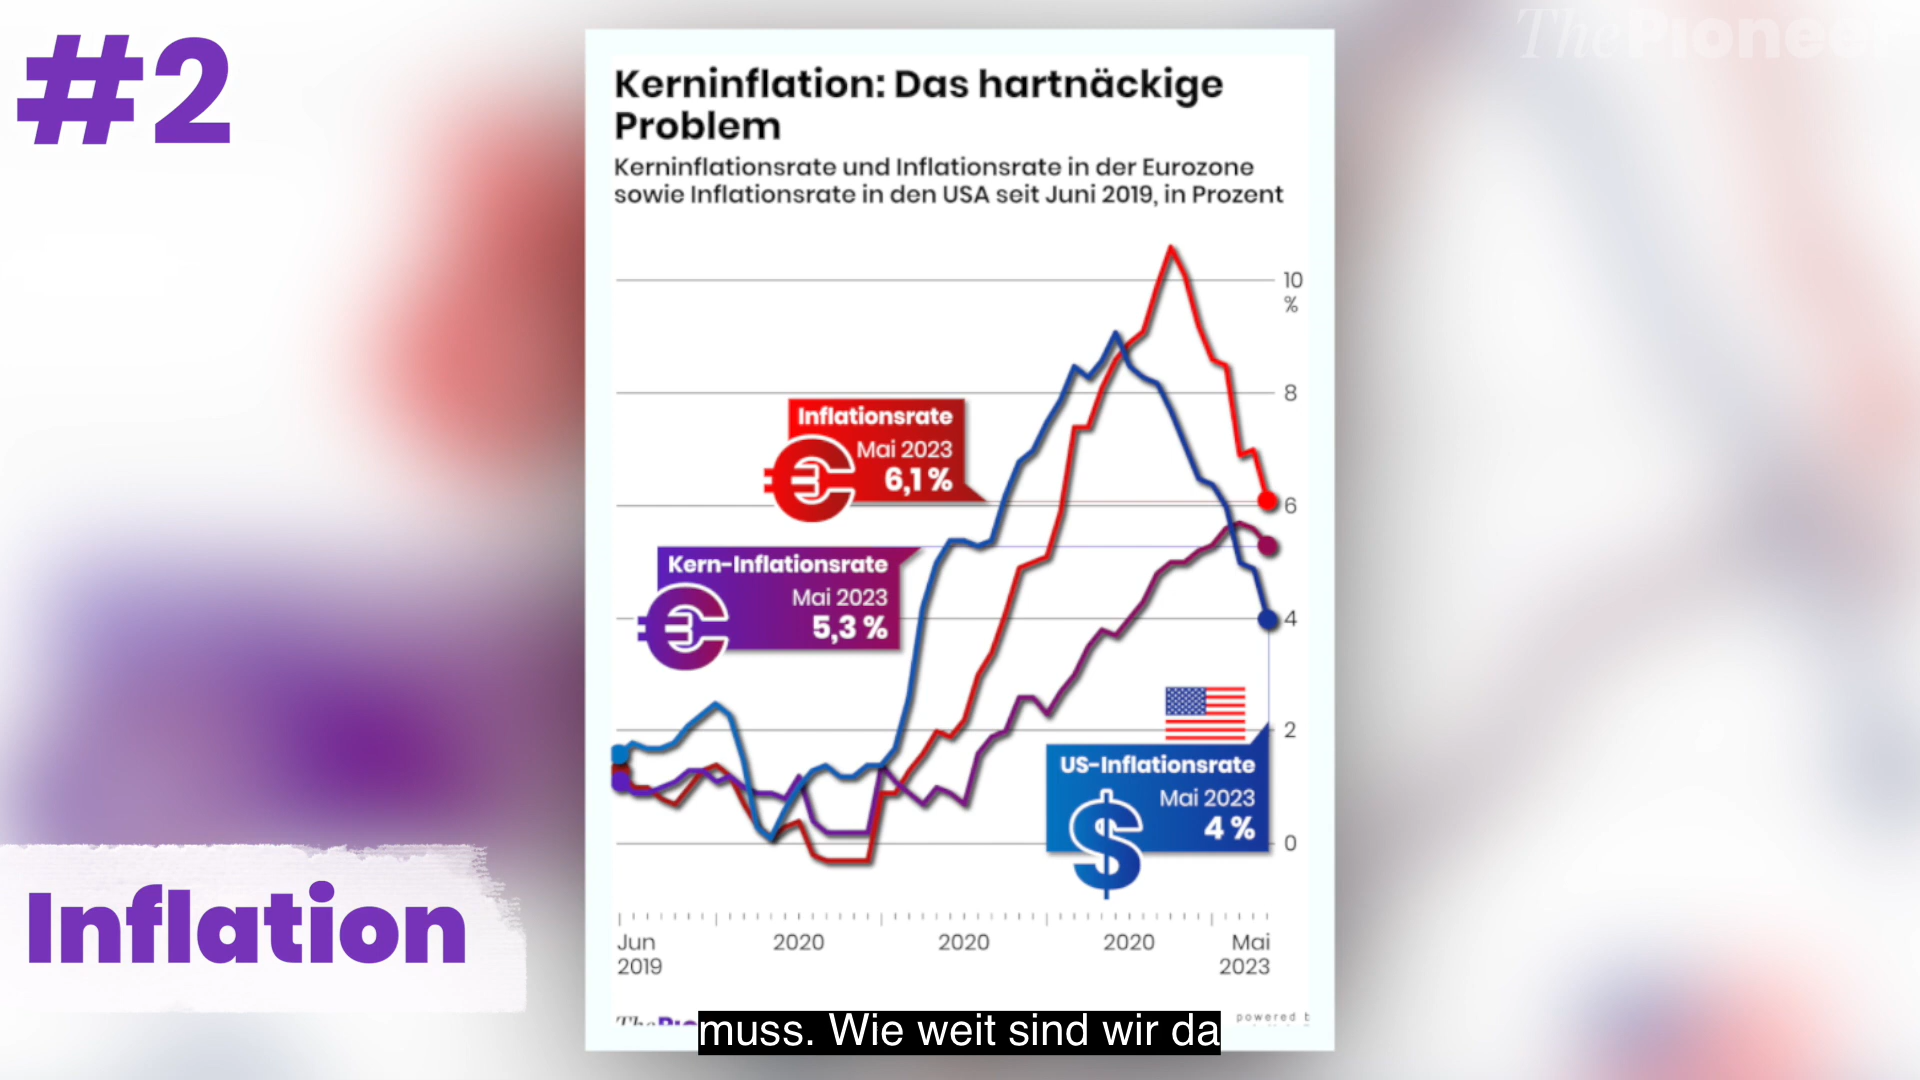 #2
ThePioneer
Kerninflation: Das hartnäckige
Problem
Kerninflationsrate und Inflationsrate in der Eurozone
sowie Inflationsrate in den USA seit Juni 2019, in Prozent
10
%
8
Inflationsrate
Mai 2023
6,1 %
6
Kern-Inflationsrate
Mai 2023
5,3 %
4
2
US-Inflationsrate
Mai 2023
4 %
0
Inflation
Jun
2019
2020
2020
2020
Mai
2023
powered
muss. Wie weit sind wir da